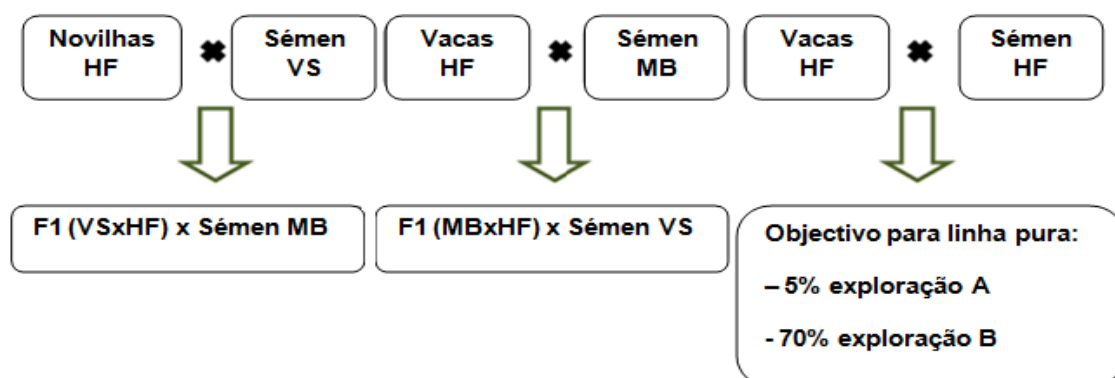 Novilhas
HF
Sémen
VS
Vacas
HF
Sémen
MB
Vacas
HF
Sémen
HF
F1 (VSxHF) x Sémen MB
F1 (MBxHF) x Sémen VS
Objectivo para linha pura:
– 5% exploração A
- 70% exploração B